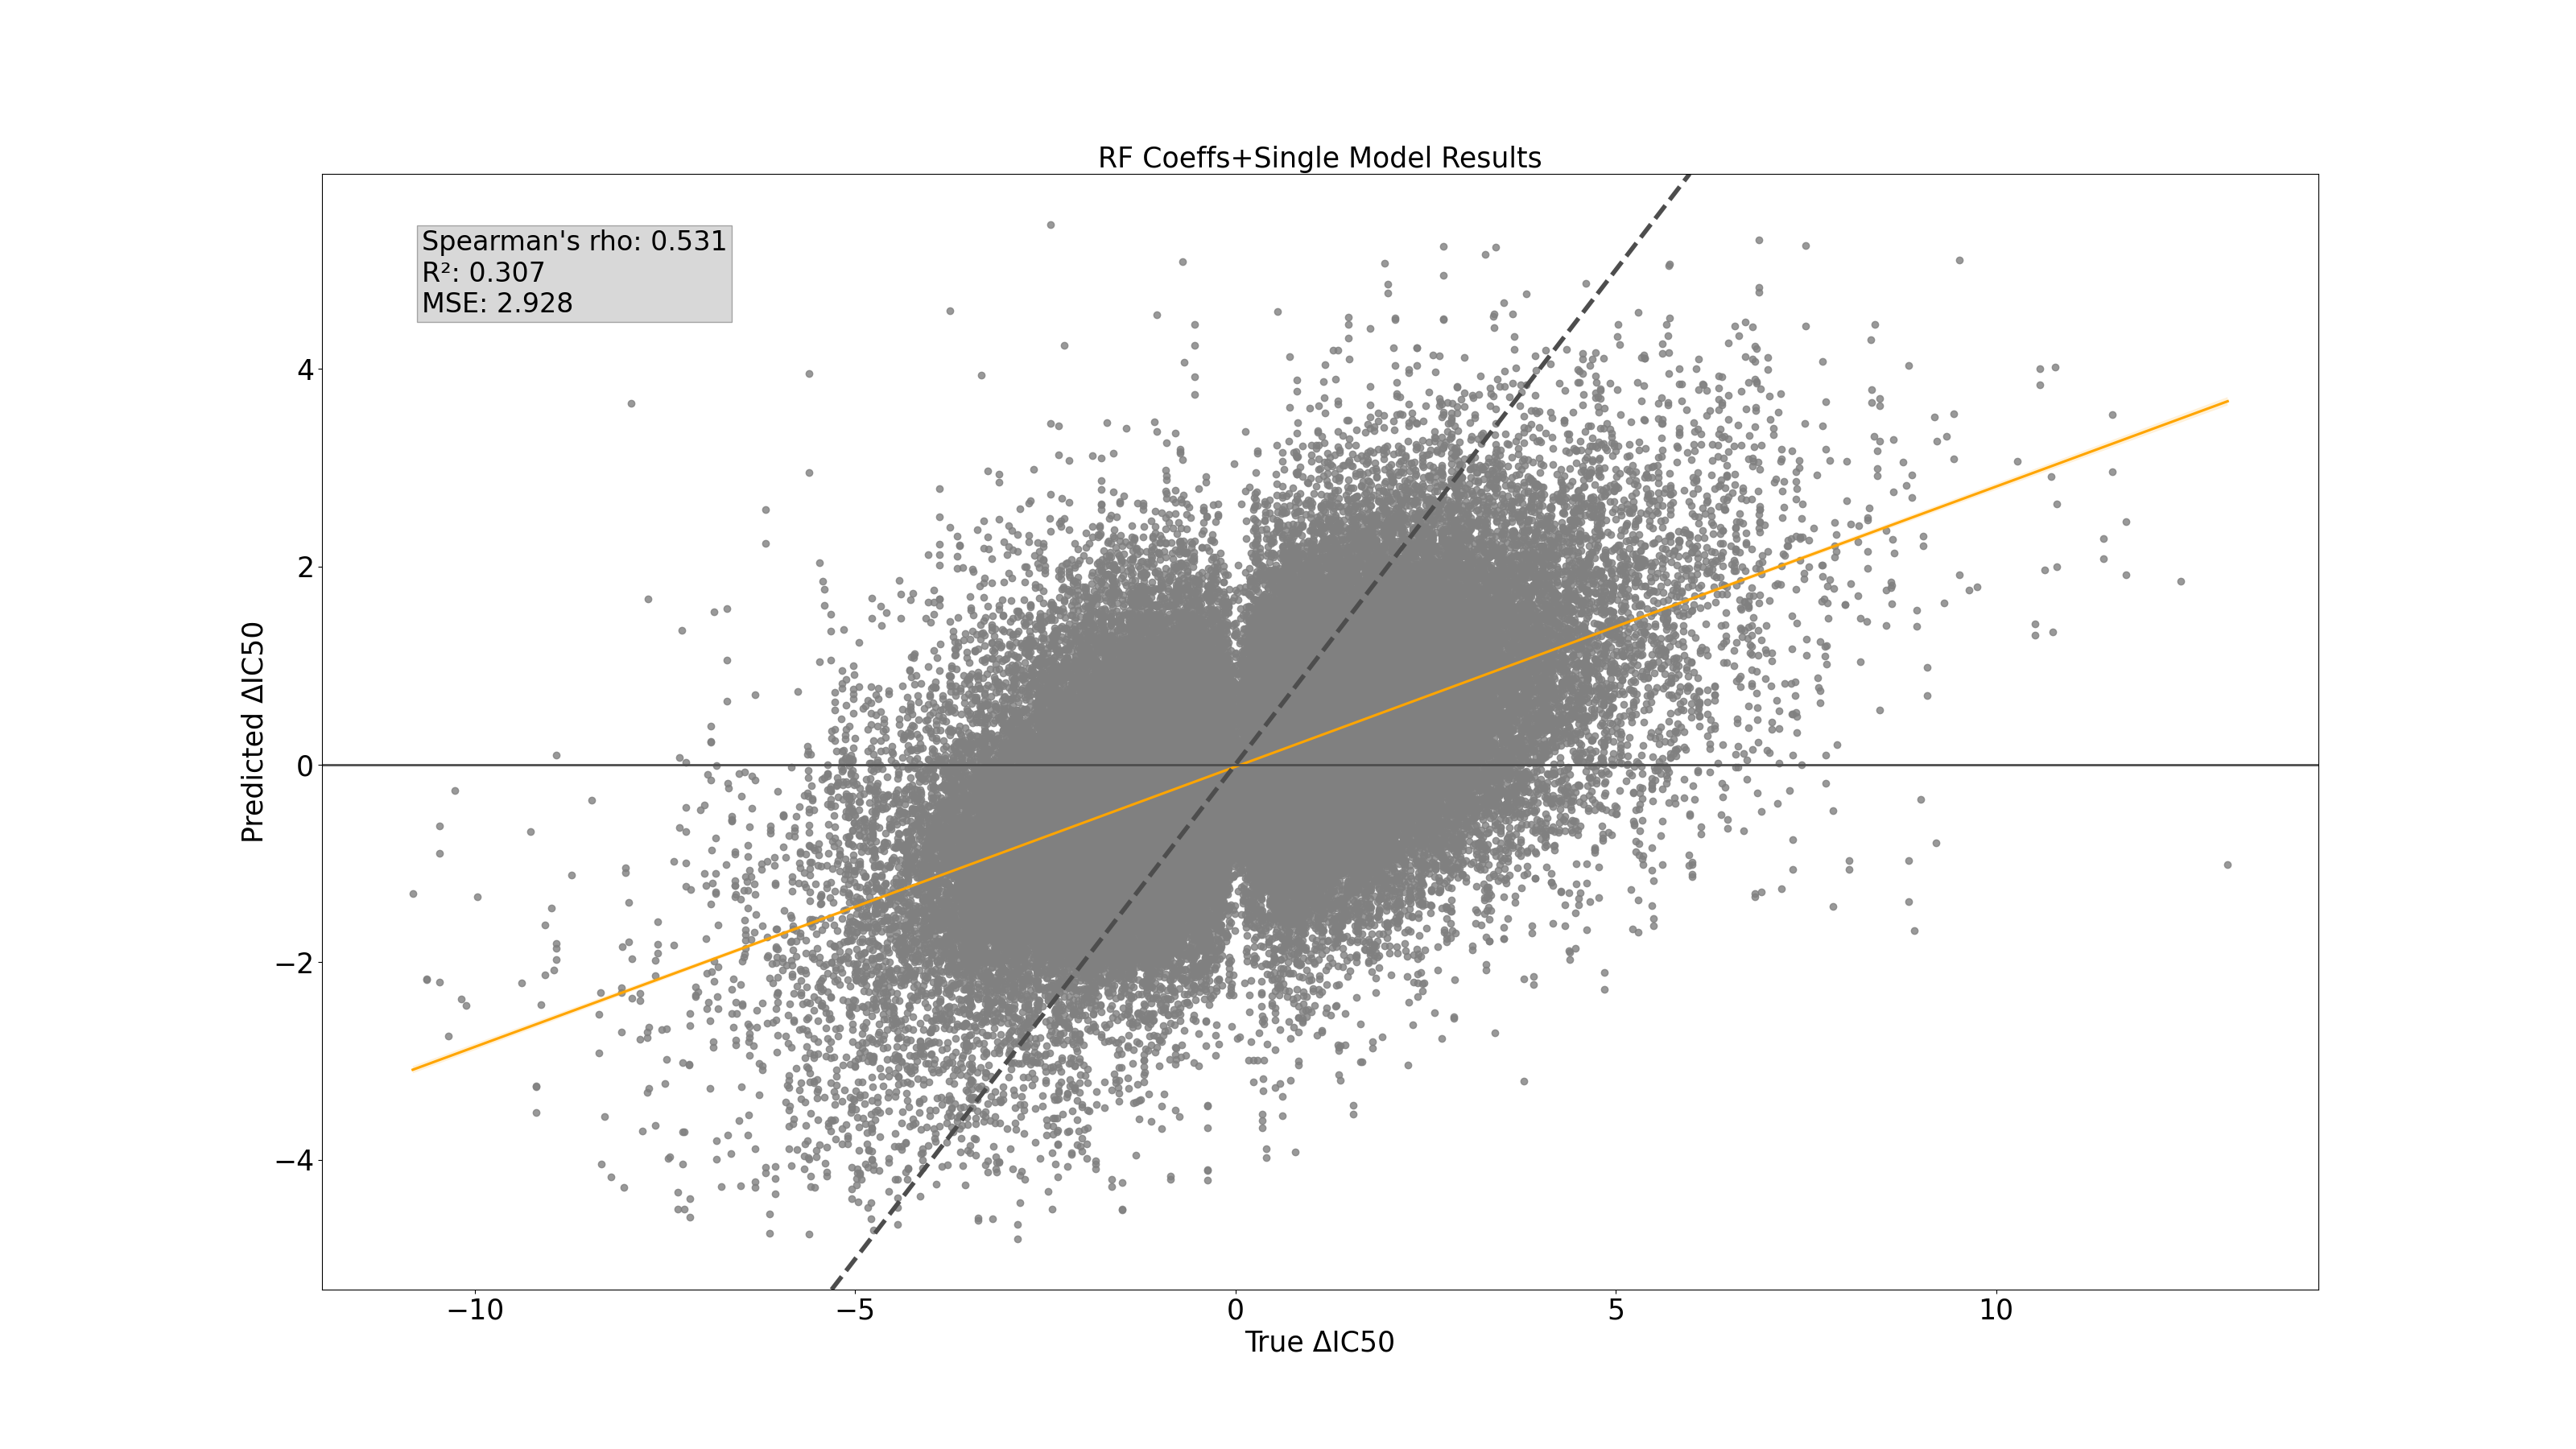 RF Coeffs+Single Model Results
Spearman's rho: 0.531
R²: 0.307
MSE: 2.928
4
2
0
−2
−4
Predicted ΔIC50
−10
−5
0
5
10
True ΔIC50